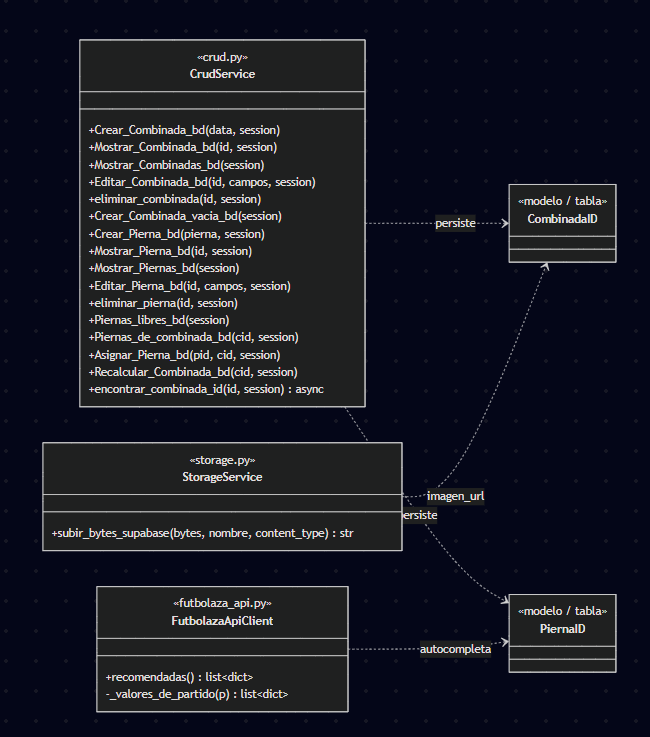 «crud.py»
CrudService
+Crear_Combinada_bd(data, session)
+Mostrar_Combinada_bd(id, session)
+Mostrar_Combinadas_bd(session)
+Editar_Combinada_bd(id, campos, session)
+eliminar_combinada(id, session)
+Crear_Combinada_vacia_bd(session)
+Crear_Pierna_bd(pierna, session)
+Mostrar_Pierna_bd(id, session)
+Mostrar_Piernas_bd(session)
+Editar_Pierna_bd(id, campos, session)
+eliminar_pierna(id, session)
+Piernas_libres_bd(session)
+Piernas_de_combinada_bd(cid, session)
+Asignar_Pierna_bd(pid, cid, session)
+Recalcular_Combinada_bd(cid, session)
+encontrar_combinada_id(id, session) : async
persiste
«modelo / tabla»
CombinadaID
«storage.py»
StorageService
+subir_bytes_supabase(bytes, nombre, content_type) : str
imagen_url
ersiste
«futbolaza_api.py»
FutbolazaApiClient
+recomendadas() : list<dict>
-_valores_de_partido(p) : list<dict>
autocompleta
«modelo / tabla»
PiernaID